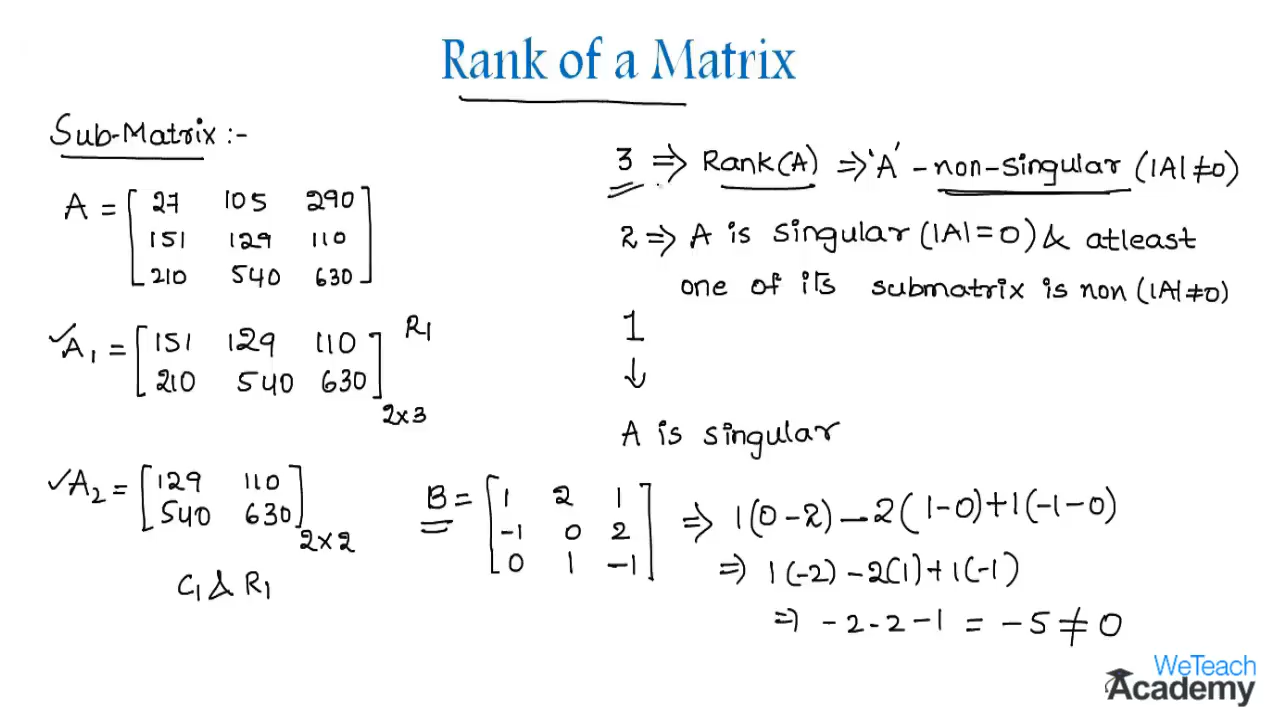 Rank of a Matrix
Sub-Matrix :-
A = [27 105 290
151 129 110
210 540 630]
A₁ = [151 129 110
210 540 630] 2x3
R₁
✓A₂ = [129 110
540 630] 2x2
C₁ & R₁
3 ⇒ Rank(A) ⇒ 'A' - non-singular (|A| ≠ 0)
2 ⇒ A is singular (|A| = 0) & atleast
one of its submatrix is non (|A| ≠ 0)
1
↓
A is singular
B = [1 2 1
-1 0 2
0 1 -1]
⇒ 1(0-2) - 2(1-0) + 1(-1-0)
⇒ 1(-2) - 2(1) + 1(-1)
⇒ -2-2-1 = -5 ≠ 0
WeTeach
Academy